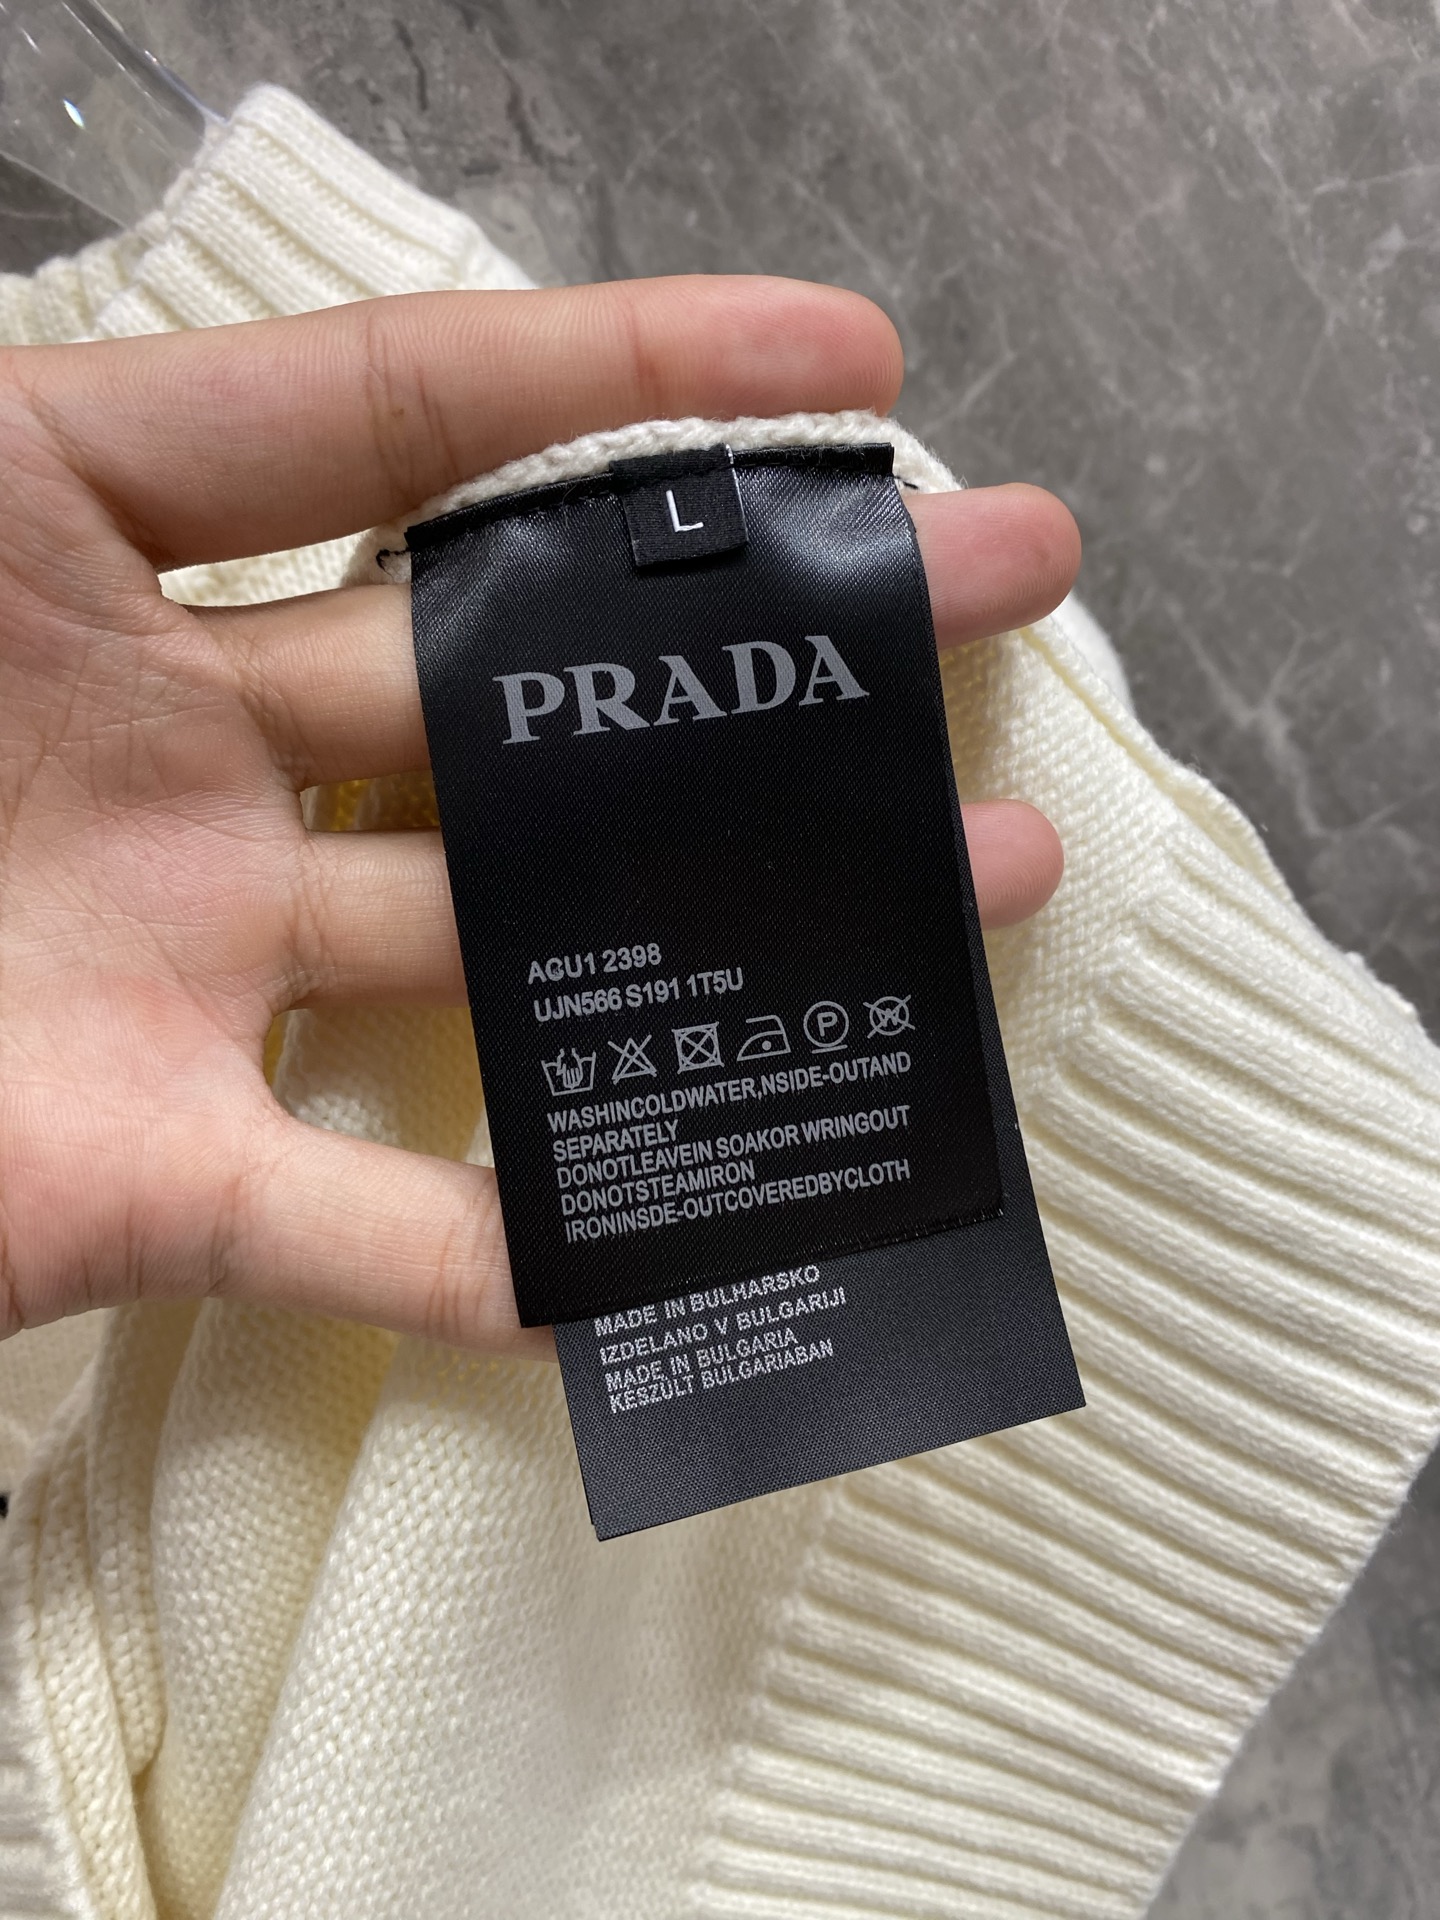 L
PRADA
ACU1 2398
UJN566 S191 1T5U
P
W
WASHINCOLDWATER,NSIDE-OUTAND
SEPARATELY
DONOTLEAVEIN SOAKOR WRINGOUT
DONOTSTEAMIRON
IRONINSDE-OUTCOVEREDBYCLOTH
MADE IN BULHARSKO
IZDELANO V BULGARIJI
MADE IN BULGARIA
KESZULT BULGARIABAN